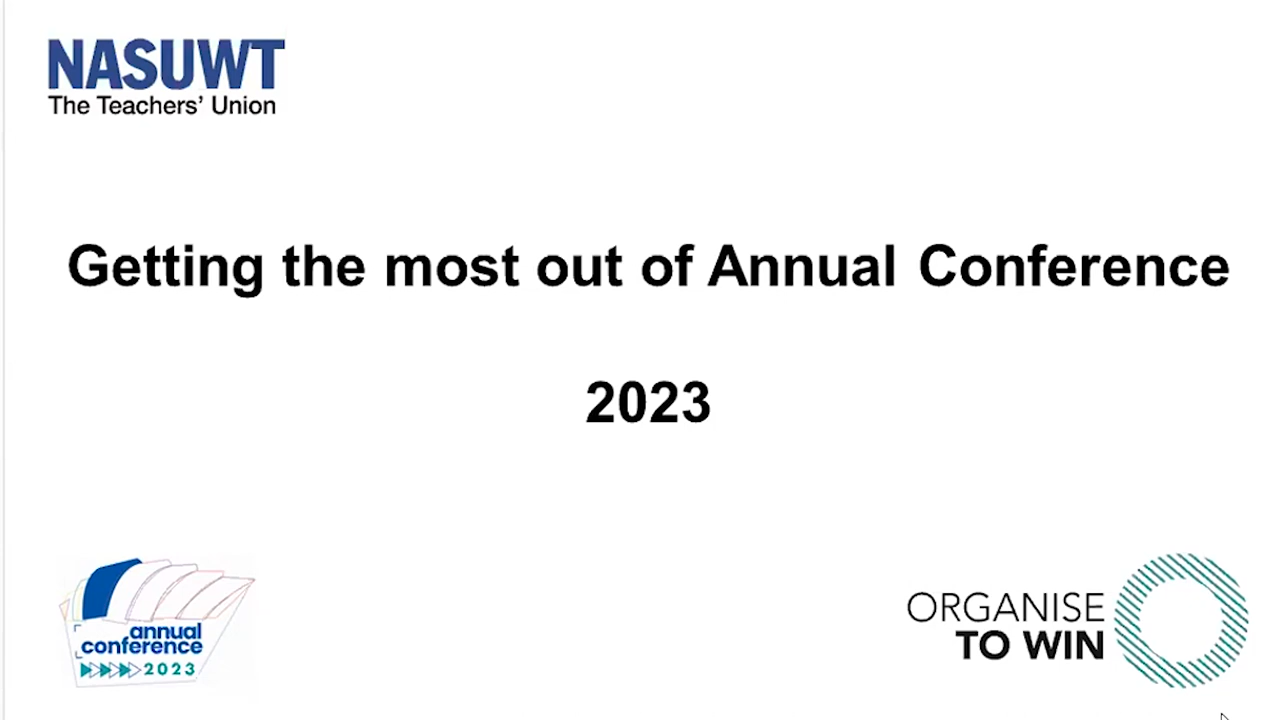 NASUWT
The Teachers' Union
Getting the most out of Annual Conference
2023
annual
conference
2023
ORGANISE
TO WIN